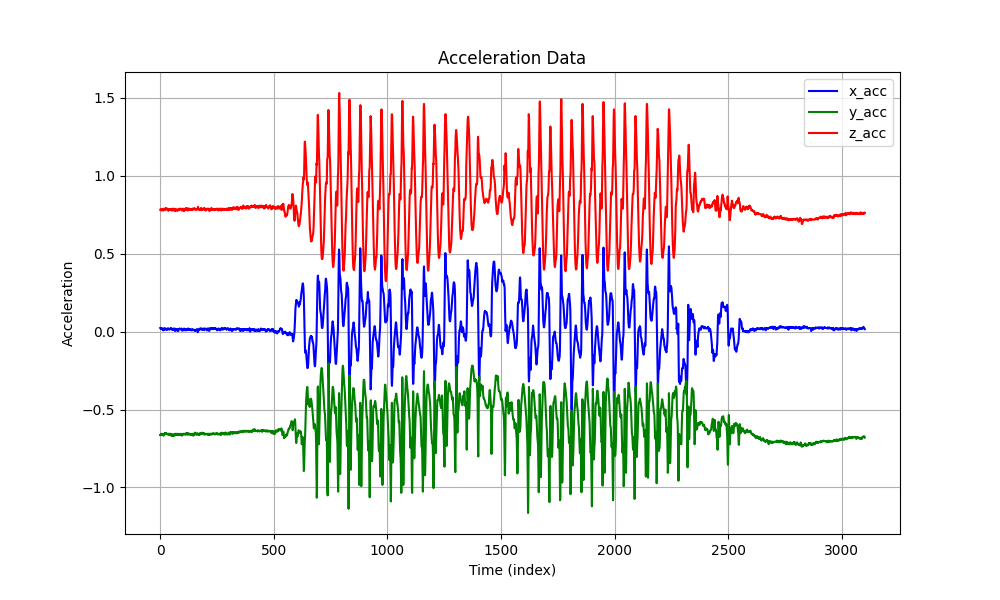 Acceleration Data
x_acc
y_acc
z_acc
1.5
1.0
0.5
0.0
−0.5
−1.0
Acceleration
0 500 1000 1500 2000 2500 3000
Time (index)